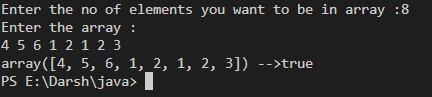 Enter the no of elements you want to be in array :8
Enter the array :
4 5 6 1 2 1 2 3
array([4, 5, 6, 1, 2, 1, 2, 3]) -->true
PS E:\Darsh\java>